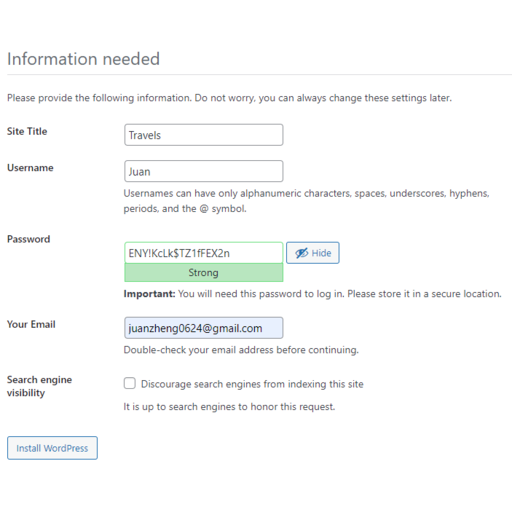 Information needed
Please provide the following information. Do not worry, you can always change these settings later.
Site Title
Travels
Username
Juan
Usernames can have only alphanumeric characters, spaces, underscores, hyphens,
periods, and the @ symbol.
Password
ENY!KcLk$TZ1fFEX2n
Hide
Strong
Important: You will need this password to log in. Please store it in a secure location.
Your Email
juanzheng0624@gmail.com
Double-check your email address before continuing.
Search engine
visibility
Discourage search engines from indexing this site
It is up to search engines to honor this request.
Install WordPress